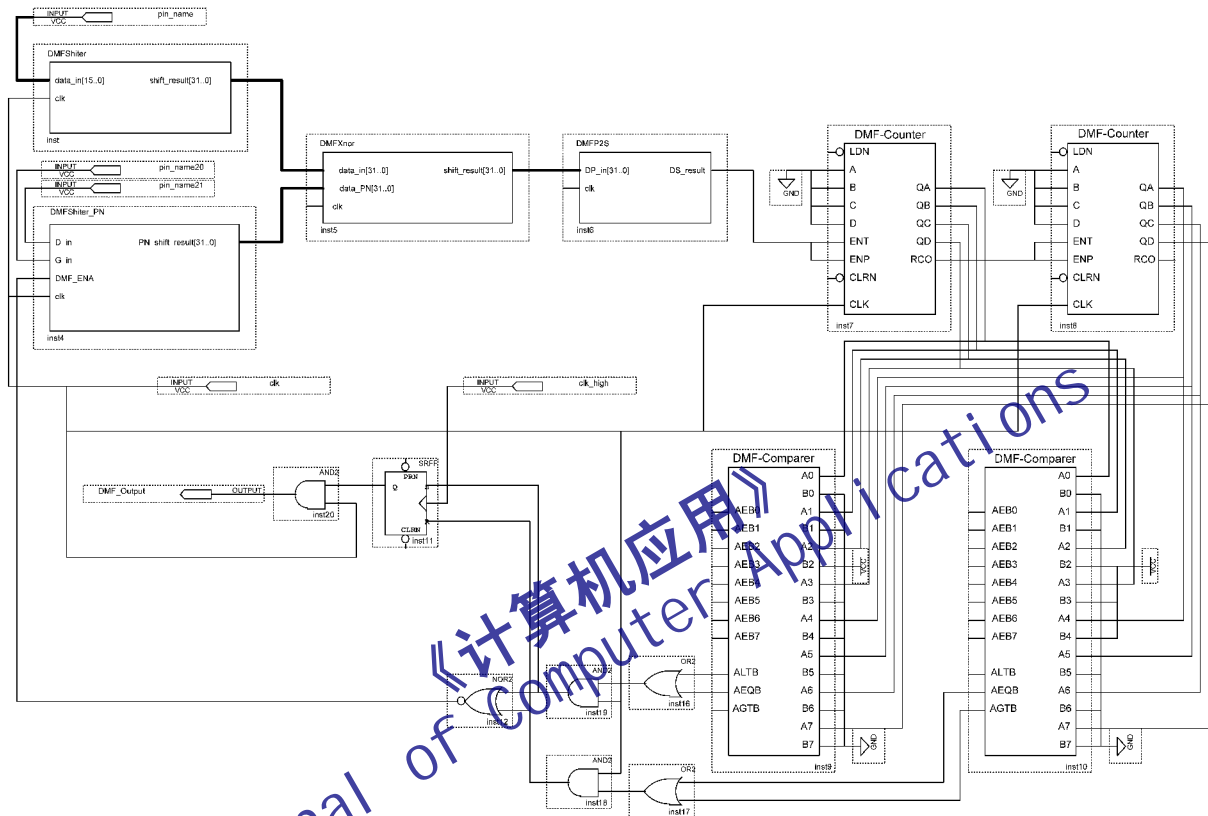 INPUT
VCC
pin_name
DMFShiter
data_in[15..0]
shift_result[31..0]
clk
inst
INPUT
VCC
pin_name20
INPUT
VCC
pin_name21
DMFShiter_PN
D_in
PN_shift_result[31..0]
G_in
DMF_ENA
clk
inst4
DMFXnor
data_in[31..0]
shift_result[31..0]
data_PN[31..0]
clk
inst5
DMFP2S
DP_in[31..0]
DS_result
clk
inst6
DMF-Counter
LDN
A
B
C
D
ENT
ENP
CLRN
CLK
QA
QB
QC
QD
RCO
GND
inst7
DMF-Counter
LDN
A
B
C
D
ENT
ENP
CLRN
CLK
QA
QB
QC
QD
RCO
GND
inst8
INPUT
VCC
clk
INPUT
VCC
clk_high
DMF_Output
OUTPUT
AND2
inst20
SRFF
PRN
Q
S
R
CLRN
inst11
NOR2
inst12
AND2
inst19
OR2
inst16
AND2
inst18
OR2
inst17
DMF-Comparer
AEB0
AEB1
AEB2
AEB3
AEB4
AEB5
AEB6
AEB7
ALTB
AEQB
AGTB
A0
B0
A1
B1
A2
B2
A3
B3
A4
B4
A5
B5
A6
B6
A7
B7
VCC
GND
inst9
DMF-Comparer
AEB0
AEB1
AEB2
AEB3
AEB4
AEB5
AEB6
AEB7
ALTB
AEQB
AGTB
A0
B0
A1
B1
A2
B2
A3
B3
A4
B4
A5
B5
A6
B6
A7
B7
VCC
GND
inst10
《计算机应用》
of Computer Applications